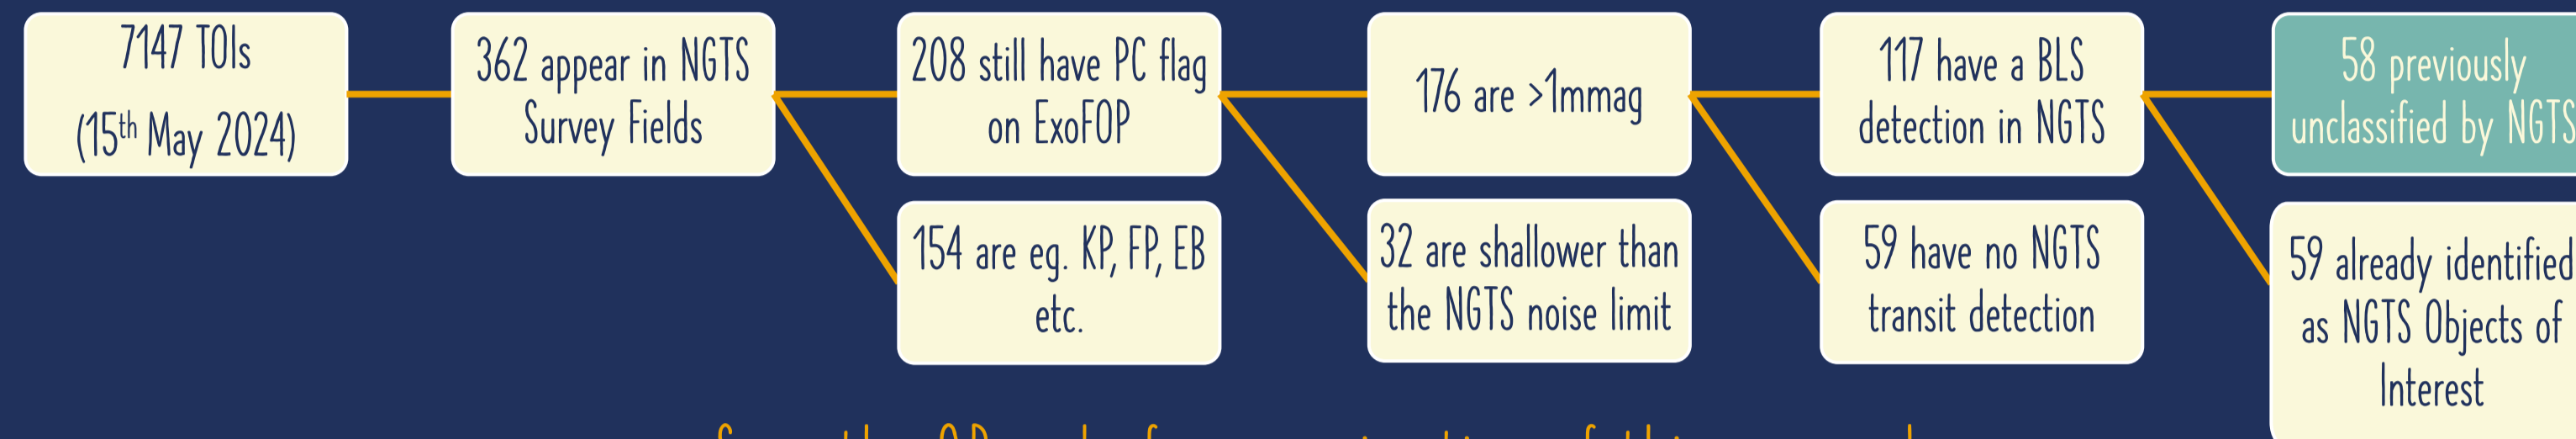 7147 TOIs
(15th May 2024)
362 appear in NGTS
Survey Fields
208 still have PC flag
on ExoFOP
154 are eg. KP, FP, EB
etc.
176 are >1mmag
32 are shallower than
the NGTS noise limit
117 have a BLS
detection in NGTS
59 have no NGTS
transit detection
58 previously
unclassified by NGTS
59 already identified
as NGTS Objects of
Interest